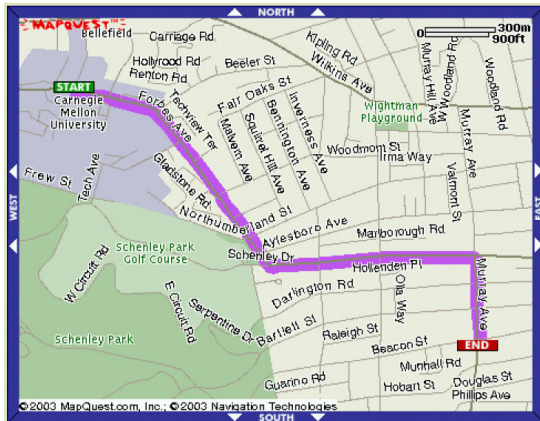 NORTH
MAPQUEST
Bellefield
Carriage Rd
300m
900ft
0
Kipling Rd
Wilkins Ave
Hollyrood Rd
Renton Rd
Beeler St
Murray Hill Ave
N Woodland Rd
Woodland Rd
START
Carnegie
Mellon
University
Forbes Ave
Techview Ter
Fair Oaks St
Malvern Ave
Squirrel Hill Ave
Bennington Ave
Inverness Ave
Wightman
Playground
Murray Ave
Woodmont St
Irma Way
Frew St
Tech Ave
Gladstone Rd
Valmont St
WEST
EAST
Northumberland St
Aylesboro Ave
Marlborough Rd
Schenley Park
Golf Course
Schenley Dr
Hollenden Pl
W Circuit Rd
E Circuit Rd
Darlington Rd
Olla Way
Murray Ave
Serpentine Dr
Bartlett St
Raleigh St
Beacon St
END
Schenley Park
Munhall Rd
Guarino Rd
Hobart St
Douglas St
Phillips Ave
©2003 MapQuest.com, Inc.; ©2003 Navigation Technologies
SOUTH